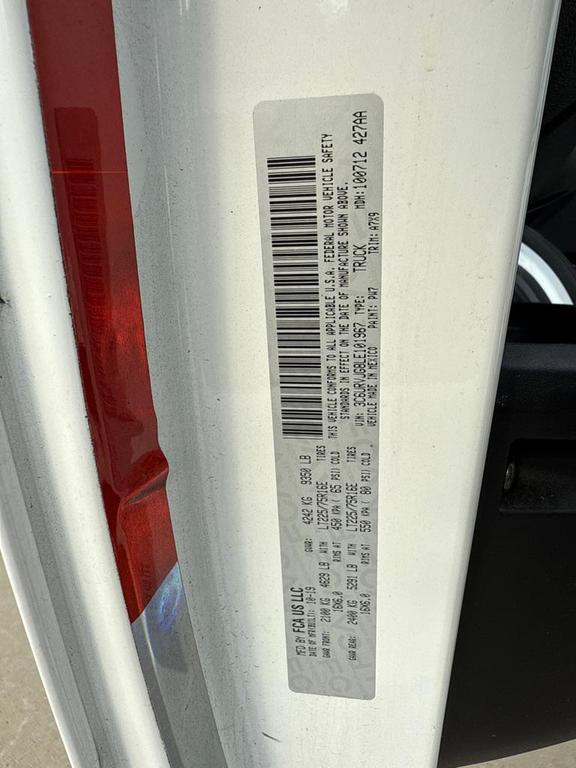 MFD BY FCA US LLC
DATE OF MFR(BUILT): 10-19 GVWR: 4242 KG 9350 LB
GAWR FRONT: 2100 KG 4629 LB WITH LT225/75R16E TIRES
16X6.0 RIMS AT 450 KPA ( 65 PSI) COLD
GAWR REAR: 2400 KG 5291 LB WITH LT225/75R16E TIRES
16X6.0 RIMS AT 550 KPA ( 80 PSI) COLD
THIS VEHICLE CONFORMS TO ALL APPLICABLE U.S.A. FEDERAL MOTOR VEHICLE SAFETY
STANDARDS IN EFFECT ON THE DATE OF MANUFACTURE SHOWN ABOVE.
VIN: 3C6URVJG8LE101967 TYPE: TRUCK MDH: 100712 427AA
VEHICLE MADE IN MEXICO PAINT: PW7 TRIM: A7X9